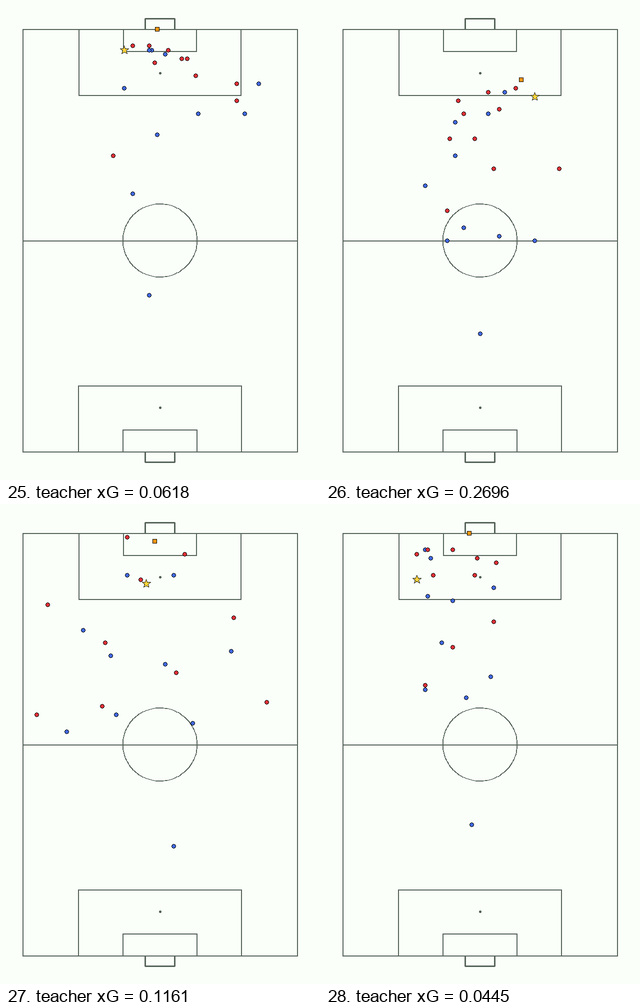 25. teacher xG = 0.0618
26. teacher xG = 0.2696
27. teacher xG = 0.1161
28. teacher xG = 0.0445